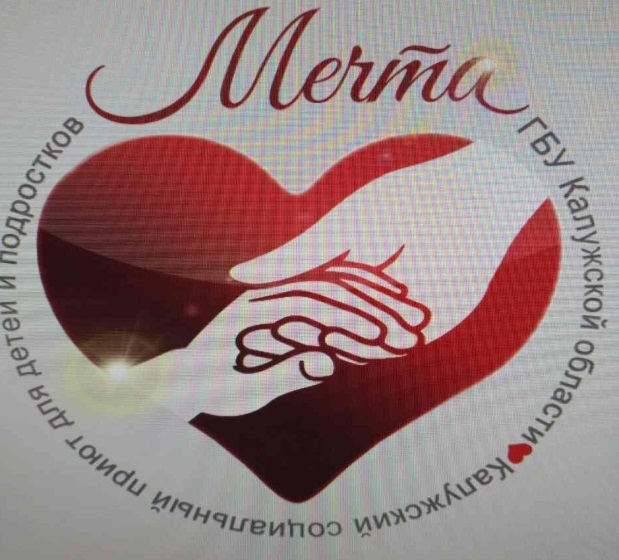 Мечта
ГБУ Калужской области
Калужский социальный приют для детей и подростков